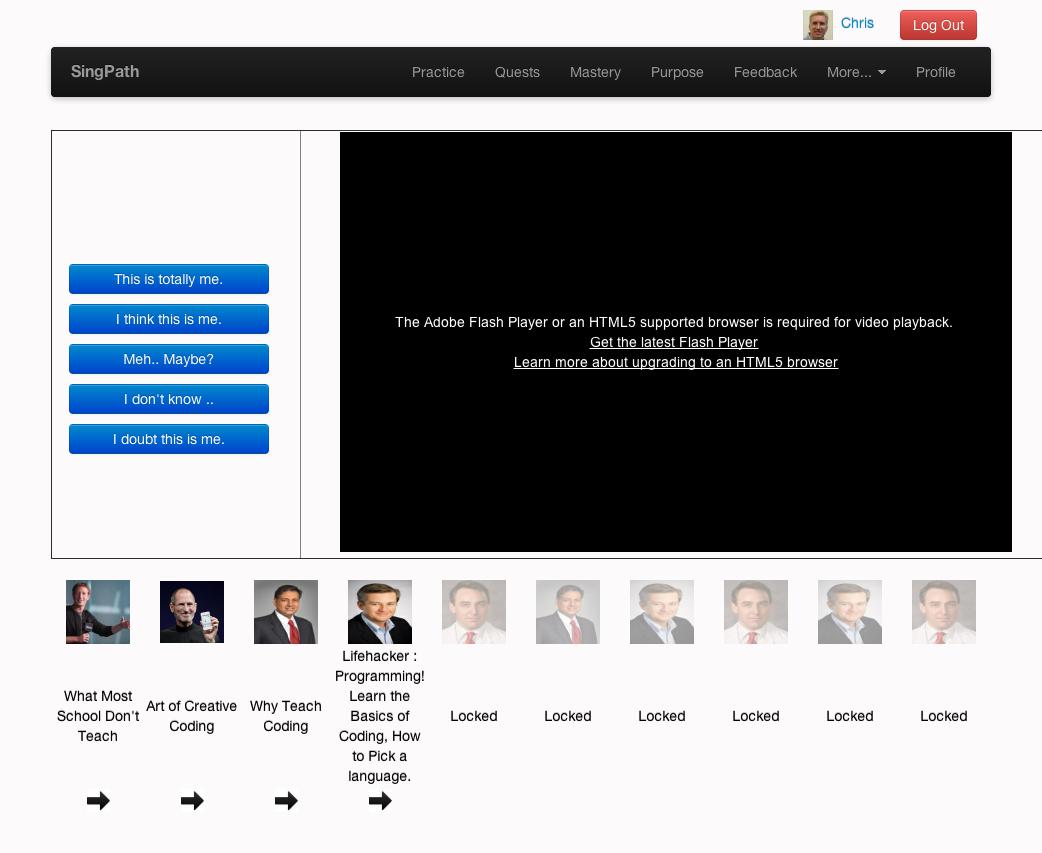 Chris
Log Out
SingPath
Practice
Quests
Mastery
Purpose
Feedback
More...
Profile
This is totally me.
I think this is me.
Meh.. Maybe?
I don't know ..
I doubt this is me.
The Adobe Flash Player or an HTML5 supported browser is required for video playback.
Get the latest Flash Player
Learn more about upgrading to an HTML5 browser
What Most
School Don't
Teach
Art of Creative
Coding
Why Teach
Coding
Lifehacker :
Programming!
Learn the
Basics of
Coding, How
to Pick a
language.
Locked
Locked
Locked
Locked
Locked
Locked